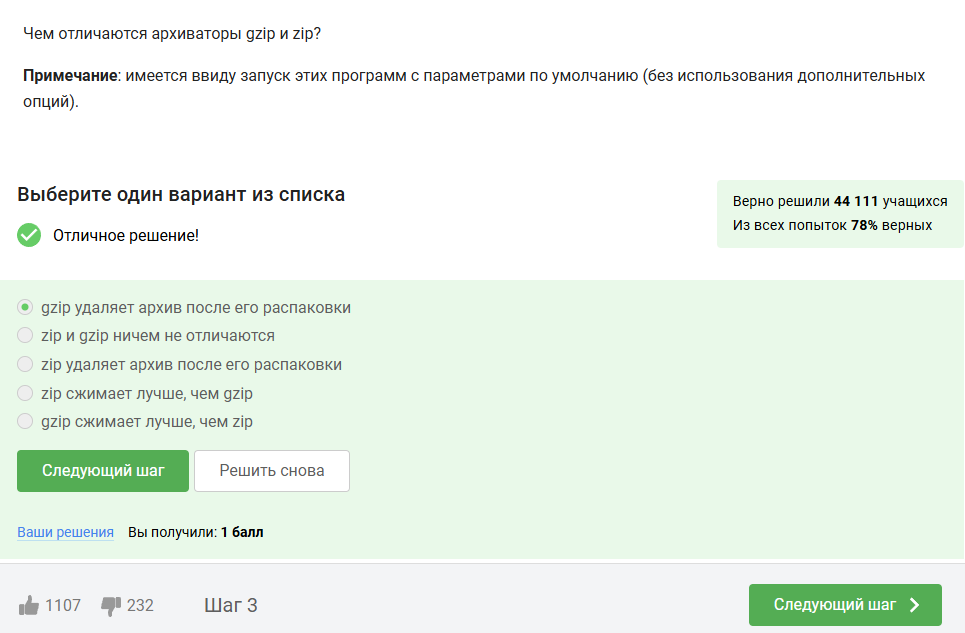 Чем отличаются архиваторы gzip и zip?
Примечание: имеется ввиду запуск этих программ с параметрами по умолчанию (без использования дополнительных
опций).
Выберите один вариант из списка
Верно решили 44 111 учащихся
Из всех попыток 78% верных
Отличное решение!
gzip удаляет архив после его распаковки
zip и gzip ничем не отличаются
zip удаляет архив после его распаковки
zip сжимает лучше, чем gzip
gzip сжимает лучше, чем zip
Следующий шаг
Решить снова
Ваши решения Вы получили: 1 балл
1107 232 Шаг 3
Следующий шаг